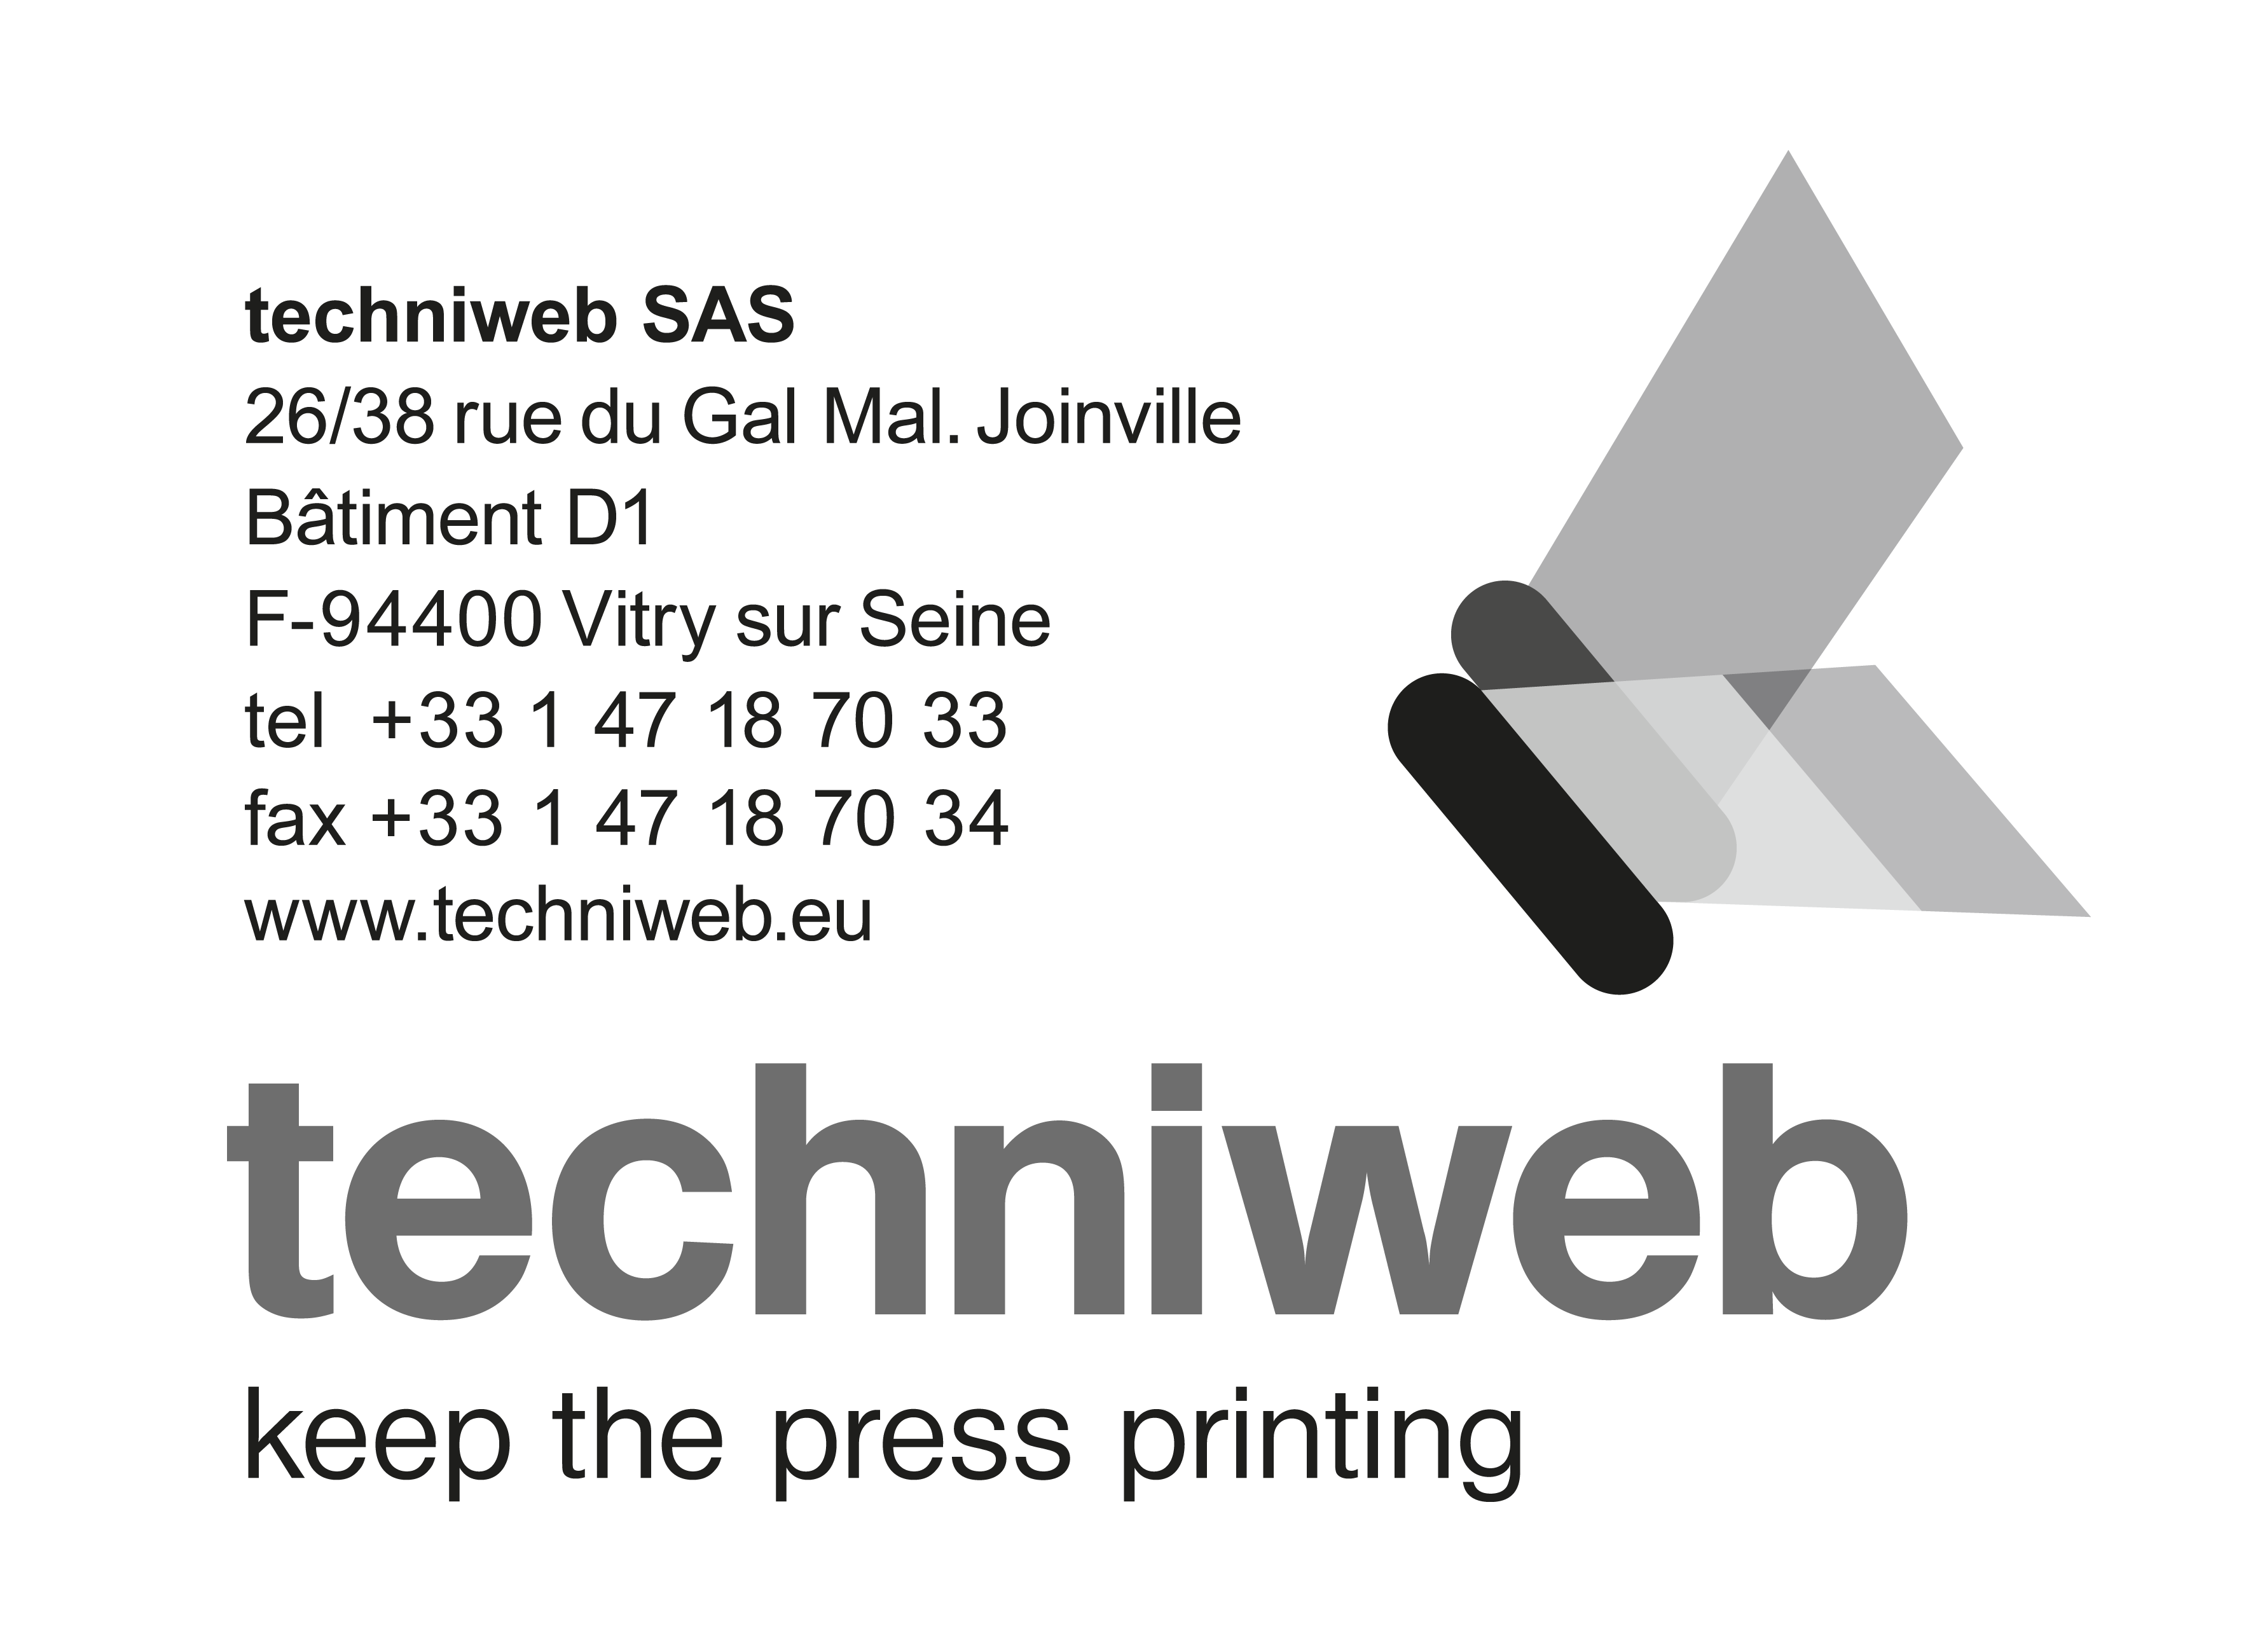 techniweb SAS
26/38 rue du Gal Mal. Joinville
Bâtiment D1
F-94400 Vitry sur Seine
tel +33 1 47 18 70 33
fax +33 1 47 18 70 34
www.techniweb.eu
techniweb
keep the press printing